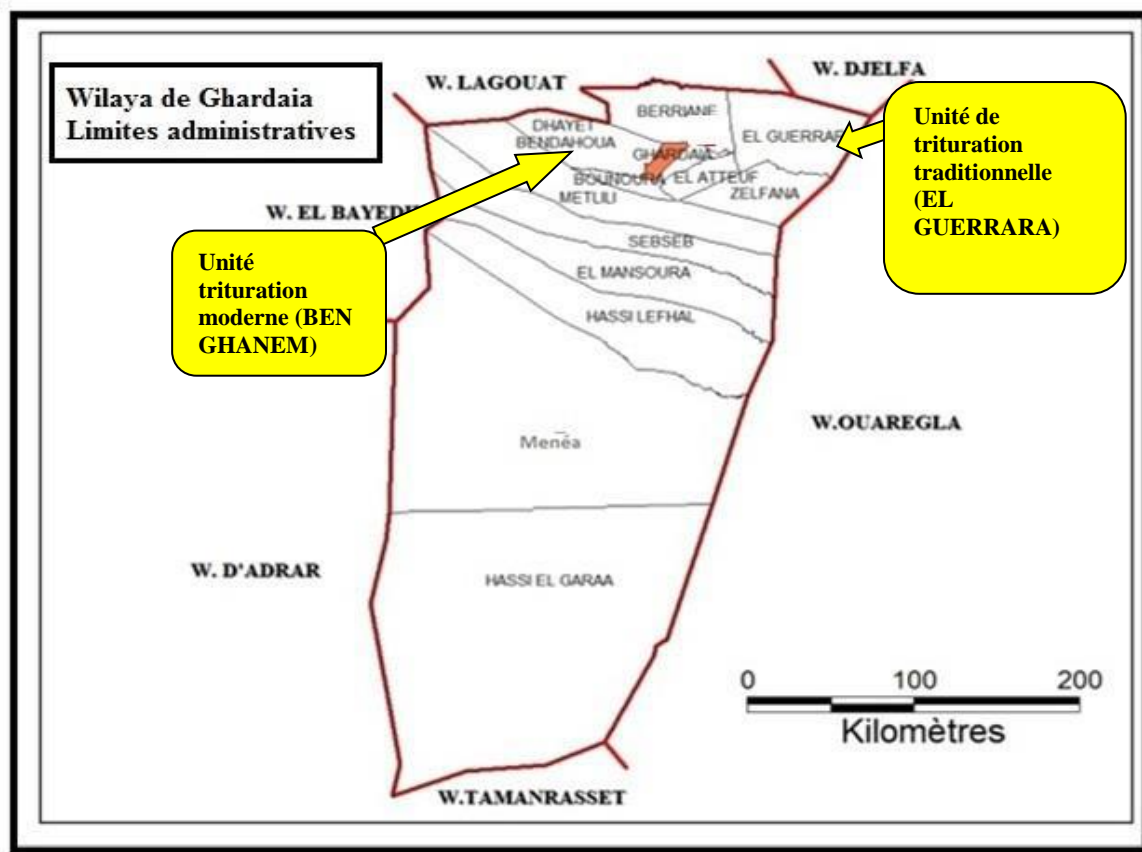 Wilaya de Ghardaia
Limites administratives
W. LAGOUAT
W. DJELFA
BERRIANE
DHAYET
BENDAHOUA
EL GUERRAR
GHARDAIA
BOUNOURA
EL ATTEUF
METLILI
ZELFANA
W. EL BAYEDH
SEBSEB
EL MANSOURA
HASSI LEFHAL
Unité de
trituration
traditionnelle
(EL
GUERRARA)
Unité
trituration
moderne (BEN
GHANEM)
W.OUAREGLA
Menéa
W. D'ADRAR
HASSI EL GARAA
0 100 200
Kilomètres
W.TAMANRASSET